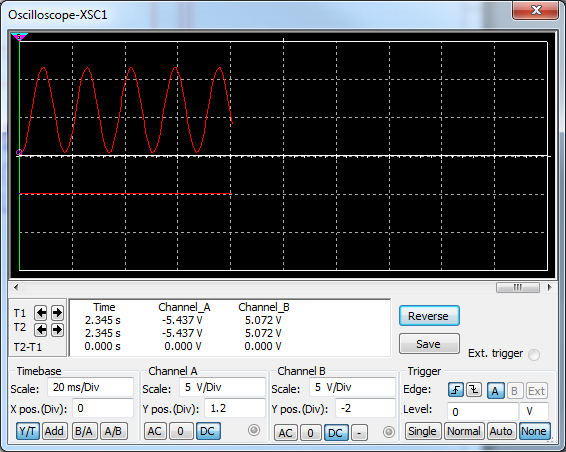 Oscilloscope-XSC1
Time Channel_A Channel_B
T1 2.345 s -5.437 V 5.072 V
T2 2.345 s -5.437 V 5.072 V
T2-T1 0.000 s 0.000 V 0.000 V
Reverse
Save
Ext. trigger
Timebase
Scale: 20 ms/Div
X pos.(Div): 0
Y/T Add B/A A/B
Channel A
Scale: 5 V/Div
Y pos.(Div): 1.2
AC 0 DC
Channel B
Scale: 5 V/Div
Y pos.(Div): -2
AC 0 DC -
Trigger
Edge: A B Ext
Level: 0 V
Single Normal Auto None